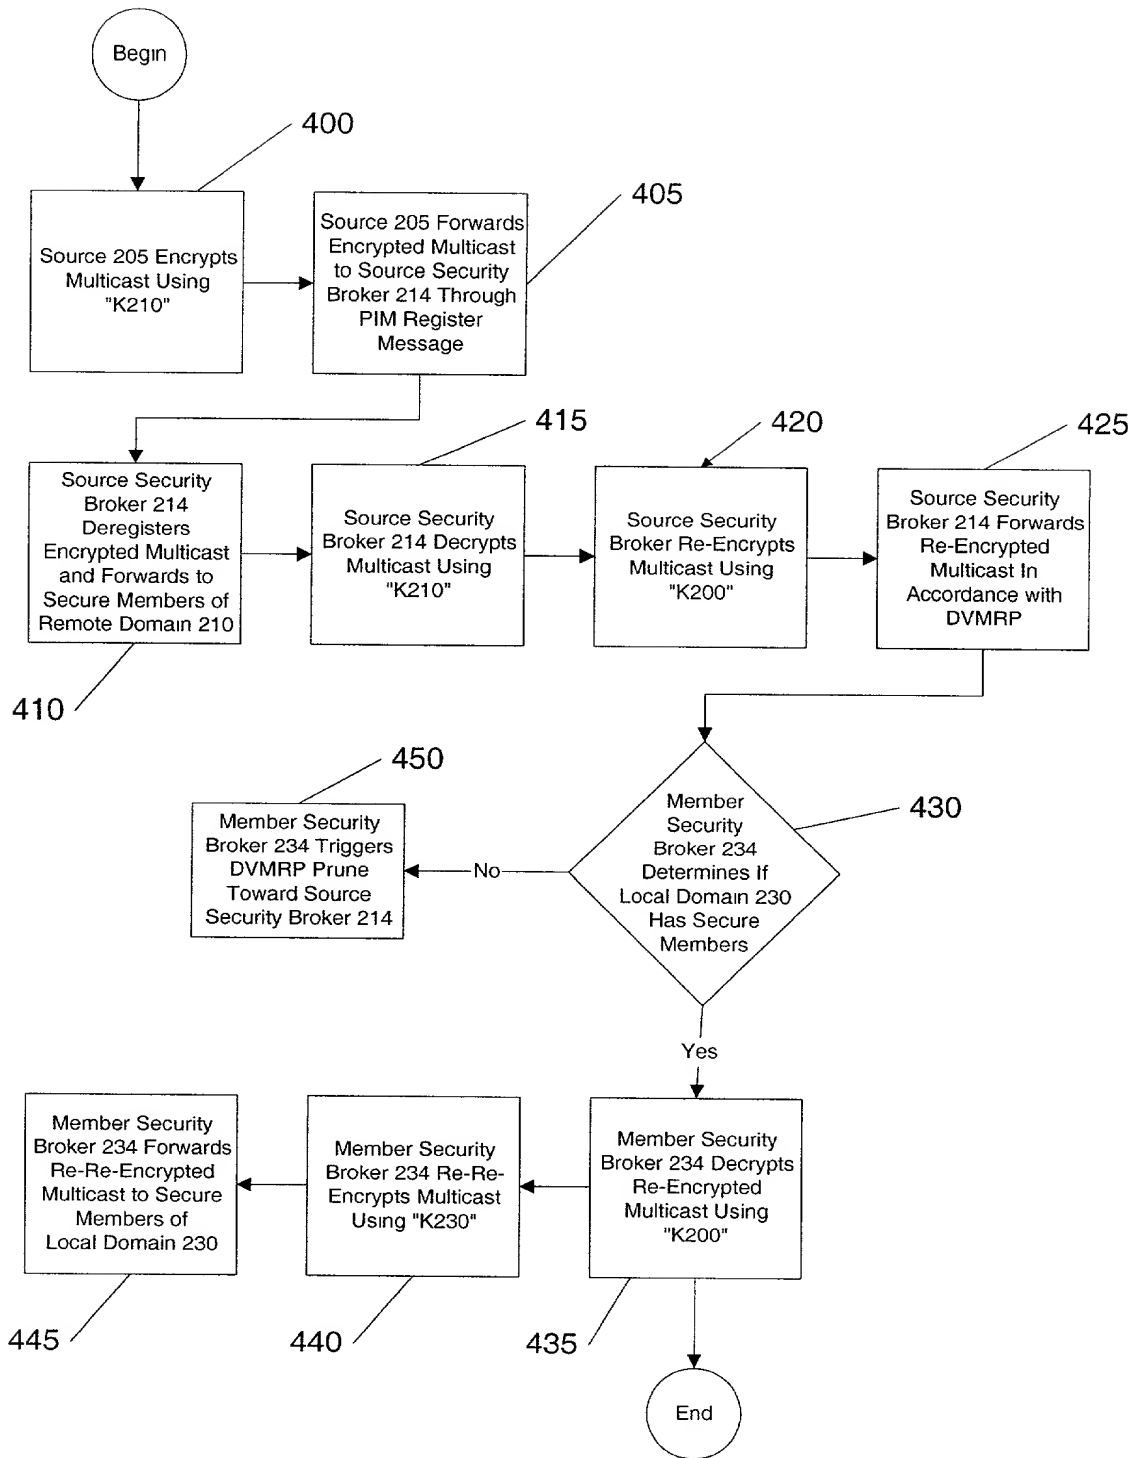 Begin
400
405
Source 205 Encrypts
Multicast Using
"K210"
Source 205 Forwards
Encrypted Multicast
to Source Security
Broker 214 Through
PIM Register
Message
415
420
425
Source Security
Broker 214
Deregisters
Encrypted Multicast
and Forwards to
Secure Members of
Remote Domain 210
Source Security
Broker 214 Decrypts
Multicast Using
"K210"
Source Security
Broker Re-Encrypts
Multicast Using
"K200"
Source Security
Broker 214 Forwards
Re-Encrypted
Multicast In
Accordance with
DVMRP
410
450
430
Member Security
Broker 234 Triggers
DVMRP Prune
Toward Source
Security Broker 214
No
Member
Security
Broker 234
Determines If
Local Domain 230
Has Secure
Members
Yes
Member Security
Broker 234 Forwards
Re-Re-Encrypted
Multicast to Secure
Members of
Local Domain 230
Member Security
Broker 234 Re-Re-
Encrypts Multicast
Using "K230"
Member Security
Broker 234 Decrypts
Re-Encrypted
Multicast Using
"K200"
445
440
435
End